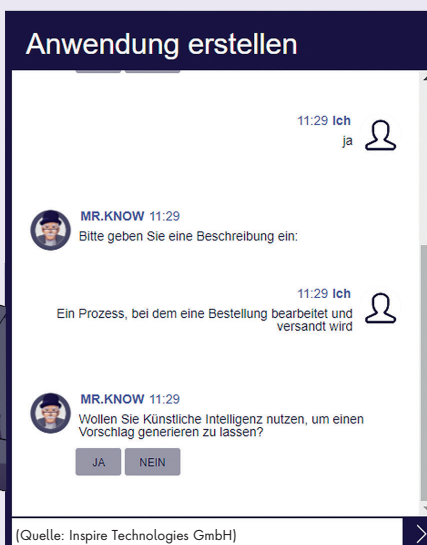 Anwendung erstellen
11:29 Ich
ja
MR.KNOW 11:29
Bitte geben Sie eine Beschreibung ein:
11:29 Ich
Ein Prozess, bei dem eine Bestellung bearbeitet und
versandt wird
MR.KNOW 11:29
Wollen Sie Künstliche Intelligenz nutzen, um einen
Vorschlag generieren zu lassen?
JA NEIN
(Quelle: Inspire Technologies GmbH)